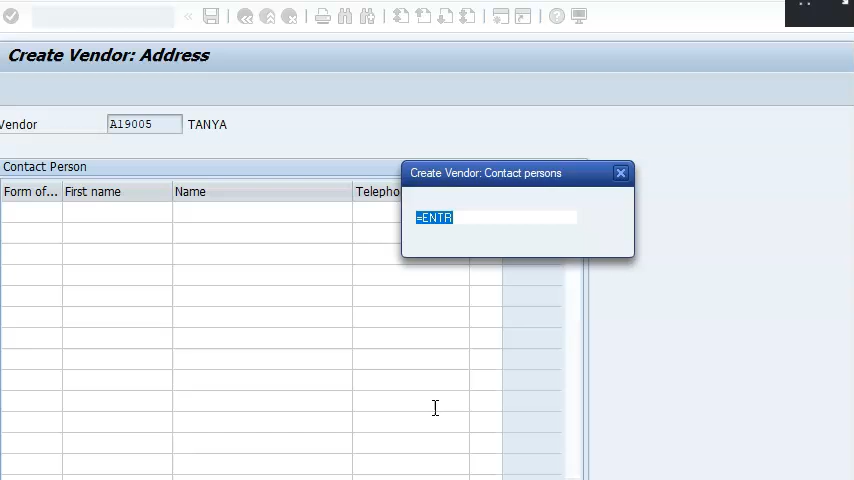 Create Vendor: Address
Vendor A19005 TANYA
Contact Person
Create Vendor: Contact persons
Form of... First name Name Telepho
=ENTR